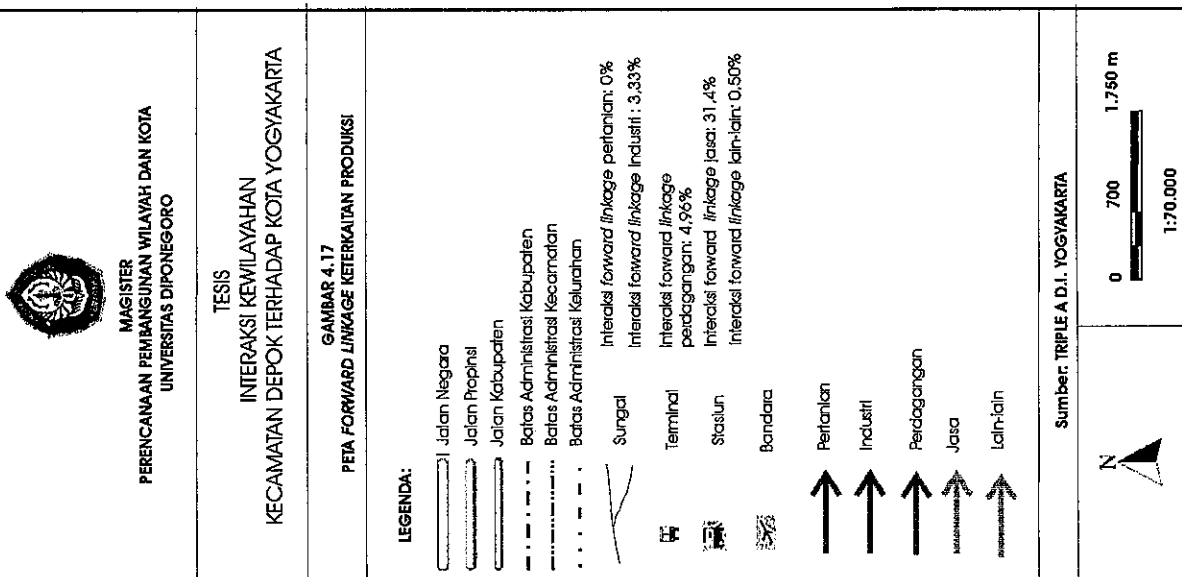 MAGISTER
PERENCANAAN PEMBANGUNAN WILAYAH DAN KOTA
UNIVERSITAS DIPONEGORO
TESIS
INTERAKSI KEWILAYAHAN
KECAMATAN DEPOK TERHADAP KOTA YOGYAKARTA
GAMBAR 4.17
PETA FORWARD LINKAGE KETERKAITAN PRODUKSI
LEGENDA:
Jalan Negara
Jalan Propinsi
Jalan Kabupaten
Batas Administrasi Kabupaten
Batas Administrasi Kecamatan
Batas Administrasi Kelurahan
Sungai
Terminal
Stasiun
Bandara
Interaksi forward linkage pertanian: 0%
Interaksi forward linkage Industri : 3,33%
Interaksi forward linkage
perdagangan: 4,96%
Interaksi forward linkage jasa: 31,4%
Interaksi forward linkage lain-lain: 0,50%
Pertanian
Industri
Perdagangan
Jasa
Lain-lain
Sumber: TRIPLE A D.I. YOGYAKARTA
N
0 700 1.750 m
1:70.000